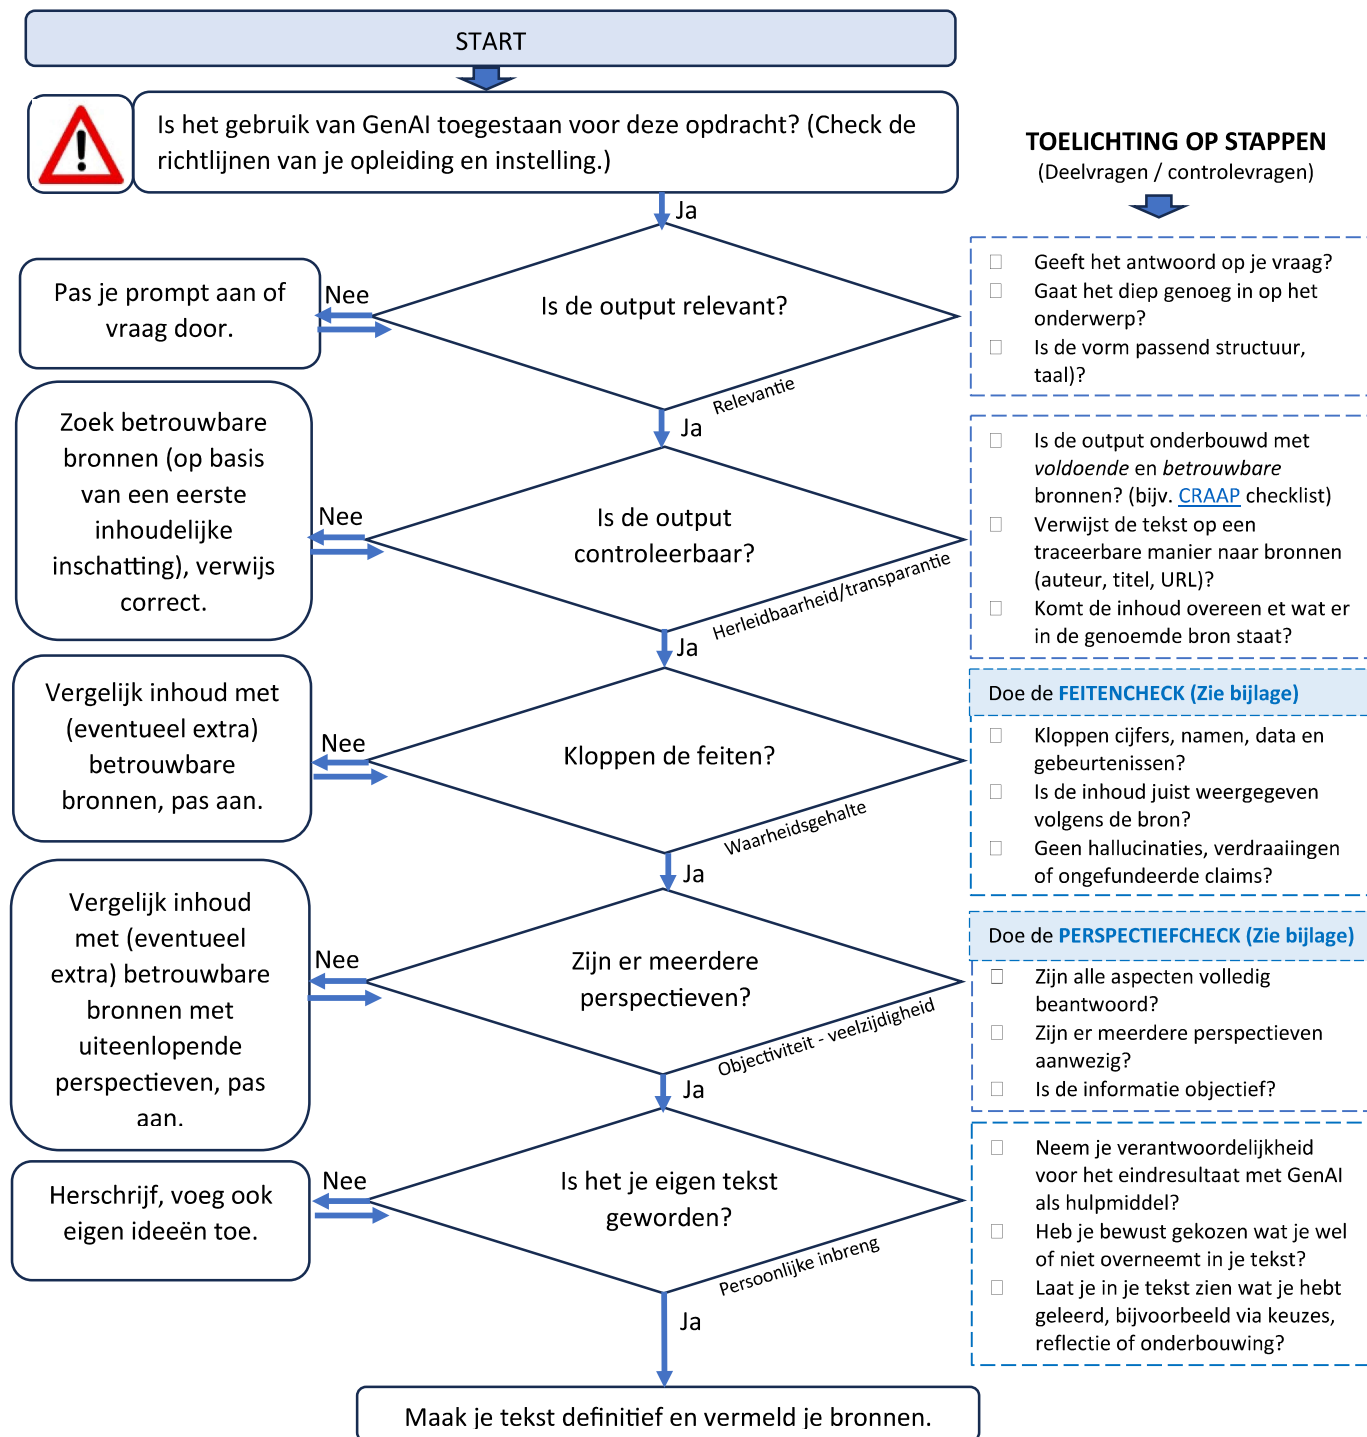 START
Is het gebruik van GenAI toegestaan voor deze opdracht? (Check de
richtlijnen van je opleiding en instelling.)
TOELICHTING OP STAPPEN
(Deelvragen / controlevragen)
Ja
Is de output relevant?
Nee
Pas je prompt aan of
vraag door.
Relevantie
Geeft het antwoord op je vraag?
Gaat het diep genoeg in op het
onderwerp?
Is de vorm passend structuur,
taal)?
Ja
Is de output
controleerbaar?
Nee
Zoek betrouwbare
bronnen (op basis
van een eerste
inhoudelijke
inschatting), verwijs
correct.
Herleidbaarheid/transparantie
Is de output onderbouwd met
voldoende en betrouwbare
bronnen? (bijv. CRAAP checklist)
Verwijst de tekst op een
traceerbare manier naar bronnen
(auteur, titel, URL)?
Komt de inhoud overeen et wat er
in de genoemde bron staat?
Ja
Kloppen de feiten?
Nee
Vergelijk inhoud met
(eventueel extra)
betrouwbare
bronnen, pas aan.
Waarheidsgehalte
Doe de FEITENCHECK (Zie bijlage)
Kloppen cijfers, namen, data en
gebeurtenissen?
Is de inhoud juist weergegeven
volgens de bron?
Geen hallucinaties, verdraaiingen
of ongefundeerde claims?
Ja
Zijn er meerdere
perspectieven?
Nee
Vergelijk inhoud
met (eventueel
extra) betrouwbare
bronnen met
uiteenlopende
perspectieven, pas
aan.
Objectiviteit - veelzijdigheid
Doe de PERSPECTIEFCHECK (Zie bijlage)
Zijn alle aspecten volledig
beantwoord?
Zijn er meerdere perspectieven
aanwezig?
Is de informatie objectief?
Ja
Is het je eigen tekst
geworden?
Nee
Herschrijf, voeg ook
eigen ideeën toe.
Persoonlijke inbreng
Neem je verantwoordelijkheid
voor het eindresultaat met GenAI
als hulpmiddel?
Heb je bewust gekozen wat je wel
of niet overneemt in je tekst?
Laat je in je tekst zien wat je hebt
geleerd, bijvoorbeeld via keuzes,
reflectie of onderbouwing?
Ja
Maak je tekst definitief en vermeld je bronnen.